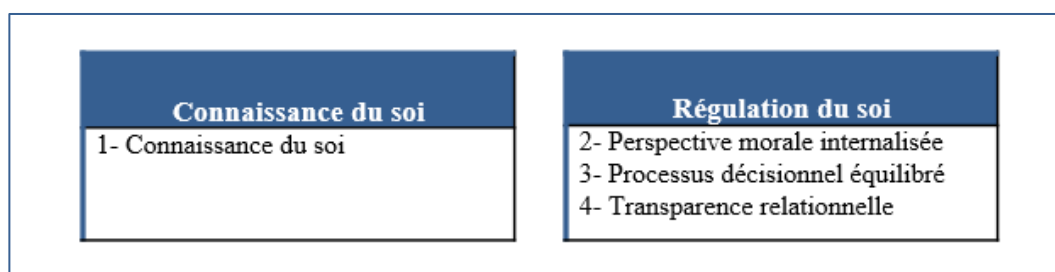 Connaissance du soi
1- Connaissance du soi
Régulation du soi
2- Perspective morale internalisée
3- Processus décisionnel équilibré
4- Transparence relationnelle